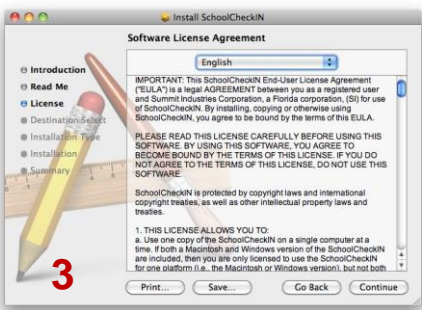 Install SchoolCheckIN
Software License Agreement
English
Introduction
Read Me
License
Destination Select
Installation Type
Installation
Summary
IMPORTANT: This SchoolCheckIN End-User License Agreement
("EULA") is a legal AGREEMENT between you as a registered user
and Summit Industries Corporation, a Florida corporation, (SI) for use
of SchoolCheckIN. By installing, copying or otherwise using
SchoolCheckIN, you agree to be bound by the terms of this EULA.
PLEASE READ THIS LICENSE CAREFULLY BEFORE USING THIS
SOFTWARE. BY USING THIS SOFTWARE, YOU AGREE TO
BECOME BOUND BY THE TERMS OF THIS LICENSE. IF YOU DO
NOT AGREE TO THE TERMS OF THIS LICENSE, DO NOT USE THIS
SOFTWARE.
SchoolCheckIN is protected by copyright laws and international
copyright treaties, as well as other intellectual property laws and
treaties.
1. THIS LICENSE ALLOWS YOU TO:
a. Use one copy of the SchoolCheckIN on a single computer at a
time. If both a Macintosh and Windows version of the SchoolCheckIN
are included, then you are only licensed to use the SchoolCheckIN
for one platform (i.e., the Macintosh or Windows version), but not both
3
Print...
Save...
Go Back
Continue